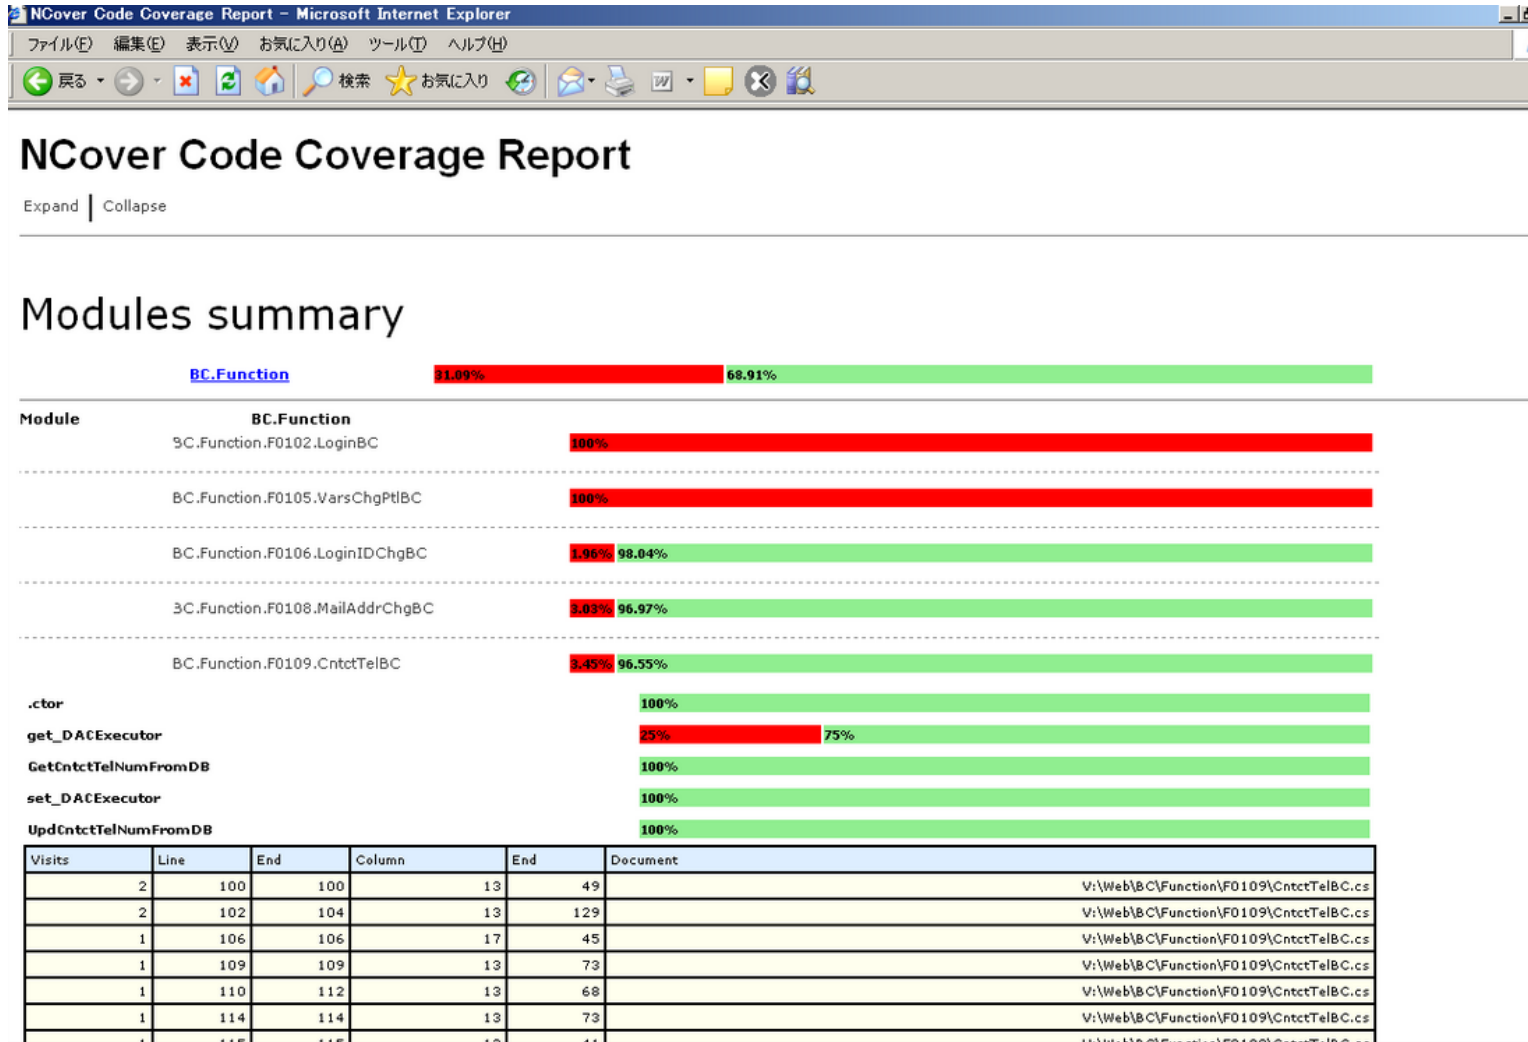 NCover Code Coverage Report - Microsoft Internet Explorer
ファイル(F) 編集(E) 表示(V) お気に入り(A) ツール(T) ヘルプ(H)
戻る 検索 お気に入り
NCover Code Coverage Report
Expand | Collapse
Modules summary
BC.Function 31.09% 68.91%
Module BC.Function
BC.Function.F0102.LoginBC 100%
BC.Function.F0105.VarsChgPtlBC 100%
BC.Function.F0106.LoginIDChgBC 1.96% 98.04%
BC.Function.F0108.MailAddrChgBC 3.03% 96.97%
BC.Function.F0109.CntctTelBC 3.45% 96.55%
.ctor 100%
get_DACExecutor 25% 75%
GetCntctTelNumFromDB 100%
set_DACExecutor 100%
UpdCntctTelNumFromDB 100%
Visits Line End Column End Document
2 100 100 13 49 V:\Web\BC\Function\F0109\CntctTelBC.cs
2 102 104 13 129 V:\Web\BC\Function\F0109\CntctTelBC.cs
1 106 106 17 45 V:\Web\BC\Function\F0109\CntctTelBC.cs
1 109 109 13 73 V:\Web\BC\Function\F0109\CntctTelBC.cs
1 110 112 13 68 V:\Web\BC\Function\F0109\CntctTelBC.cs
1 114 114 13 73 V:\Web\BC\Function\F0109\CntctTelBC.cs